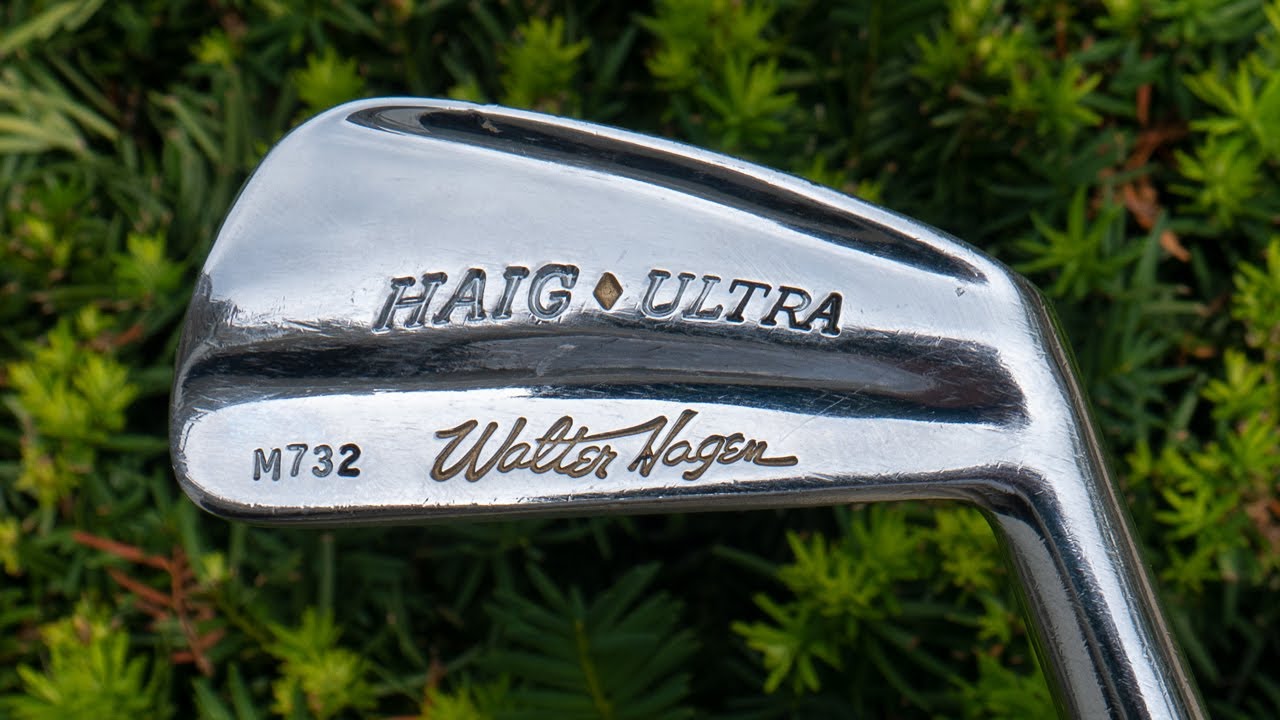 HAIG ♦ ULTRA
Walter Hagen
M732